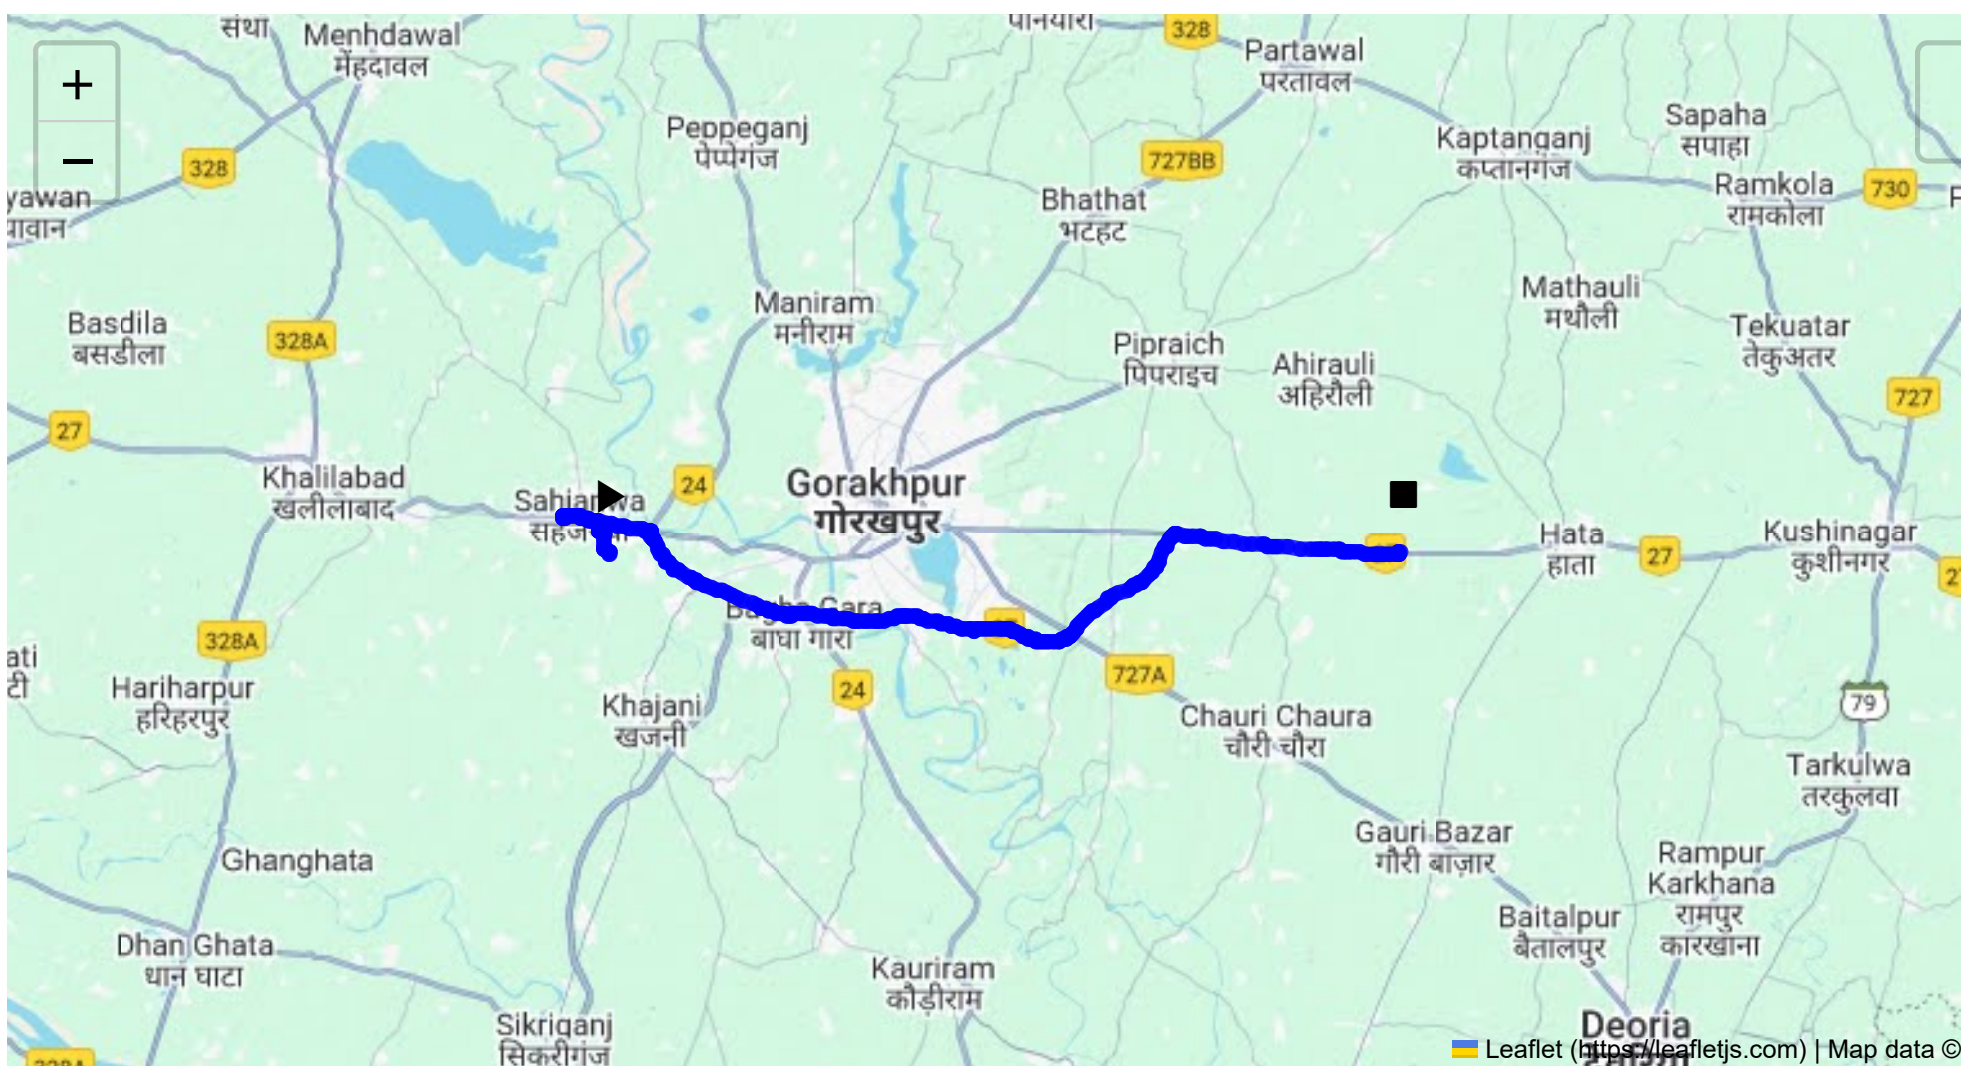 संथा
Menhdawal
मेंहदावल
328
Partawal
परतावल
+
−
Peppeganj
पेप्पेगंज
Sapaha
सपाहा
Kaptanganj
कप्तानगंज
328
727BB
yawan
यावान
Bhathat
भटहट
Ramkola
रामकोला
730
Mathauli
मथौली
Maniram
मनीराम
Basdila
बसडीला
328A
Tekuatar
तेकुअतर
Pipraich
पिपराइच
Ahirauli
अहिरौली
727
27
Khalilabad
खलीलाबाद
24
Gorakhpur
गोरखपुर
Hata
हाता
27
Kushinagar
कुशीनगर
बाघा गारा
328A
727A
ati
टी
Hariharpur
हरिहरपुर
24
Khajani
खजनी
79
Chauri Chaura
चौरी चौरा
Tarkulwa
तरकुलवा
Gauri Bazar
गौरी बाज़ार
Ghanghata
Rampur
Karkhana
रामपुर
कारखाना
Baitalpur
बैतालपुर
Dhan Ghata
धान घाटा
Kauriram
कौड़ीराम
Sikriganj
सिकरीगंज
Deoria
Leaflet (https://leafletjs.com) | Map data ©